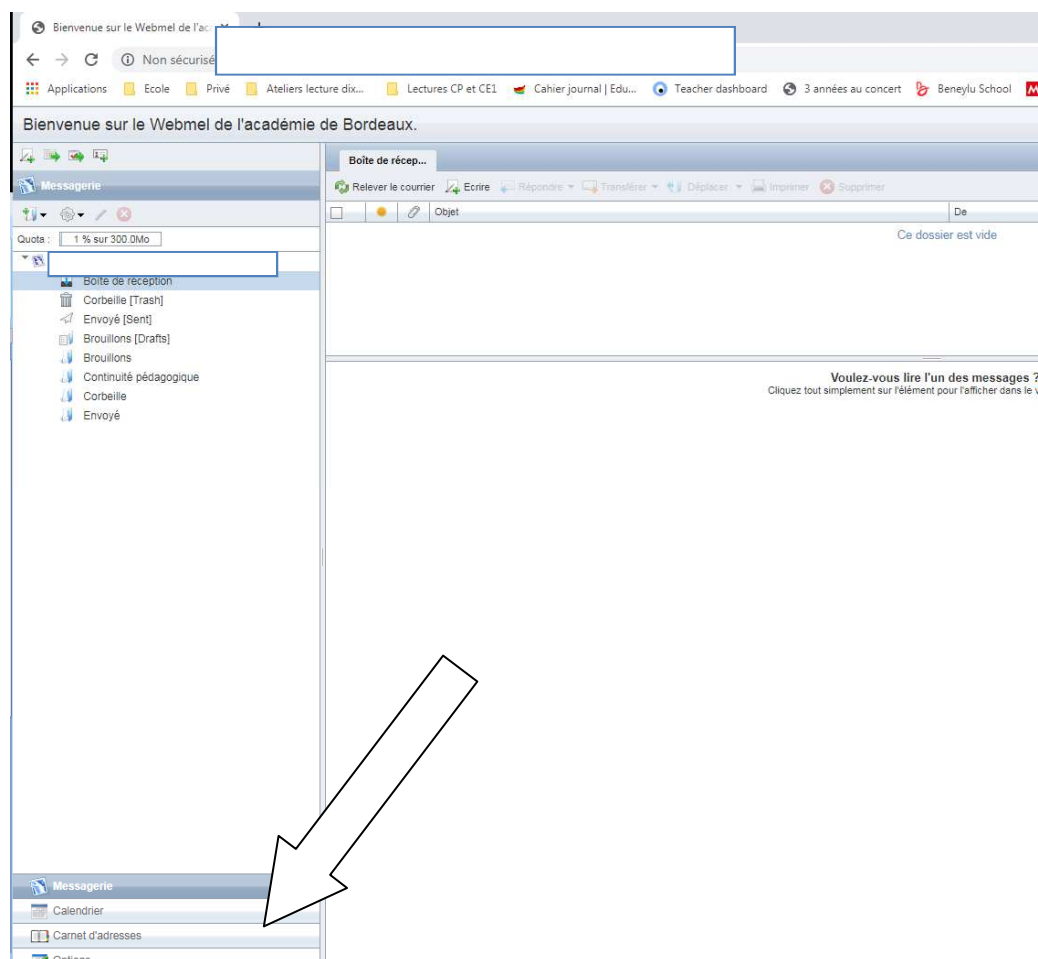 Bienvenue sur le Webmel de l'ac
Non sécurisé
Applications Ecole Privé Ateliers lecture dix... Lectures CP et CE1 Cahier journal | Edu... Teacher dashboard 3 années au concert Beneylu School
Bienvenue sur le Webmel de l'académie de Bordeaux.
Boîte de récep...
Messagerie
Relever le courrier Ecrire Répondre Transférer Déplacer Imprimer Supprimer
Objet De
Quota : 1 % sur 300.0Mo
Ce dossier est vide
Boîte de réception
Corbeille [Trash]
Envoyé [Sent]
Brouillons [Drafts]
Brouillons
Continuité pédagogique
Corbeille
Envoyé
Voulez-vous lire l'un des messages ?
Cliquez tout simplement sur l'élément pour l'afficher dans le
Messagerie
Calendrier
Carnet d'adresses
Options